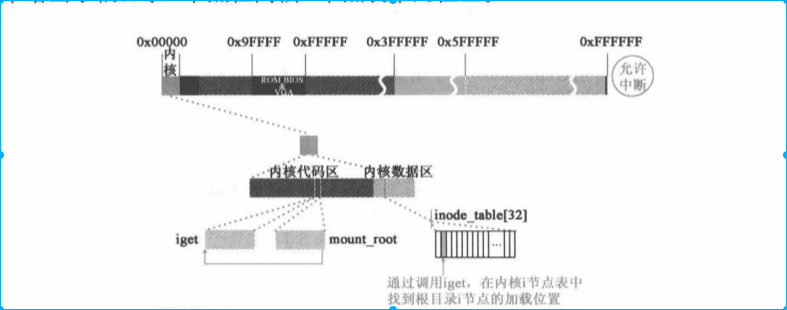 0x00000 0x9FFFF 0xFFFFF 0x3FFFFF 0x5FFFFF 0xFFFFFF
内
核
ROM BIOS
&
VGA
允许
中断
内核代码区 内核数据区
inode_table[32]
iget mount_root
...
通过调用iget，在内核i节点表中
找到根目录i节点的加载位置